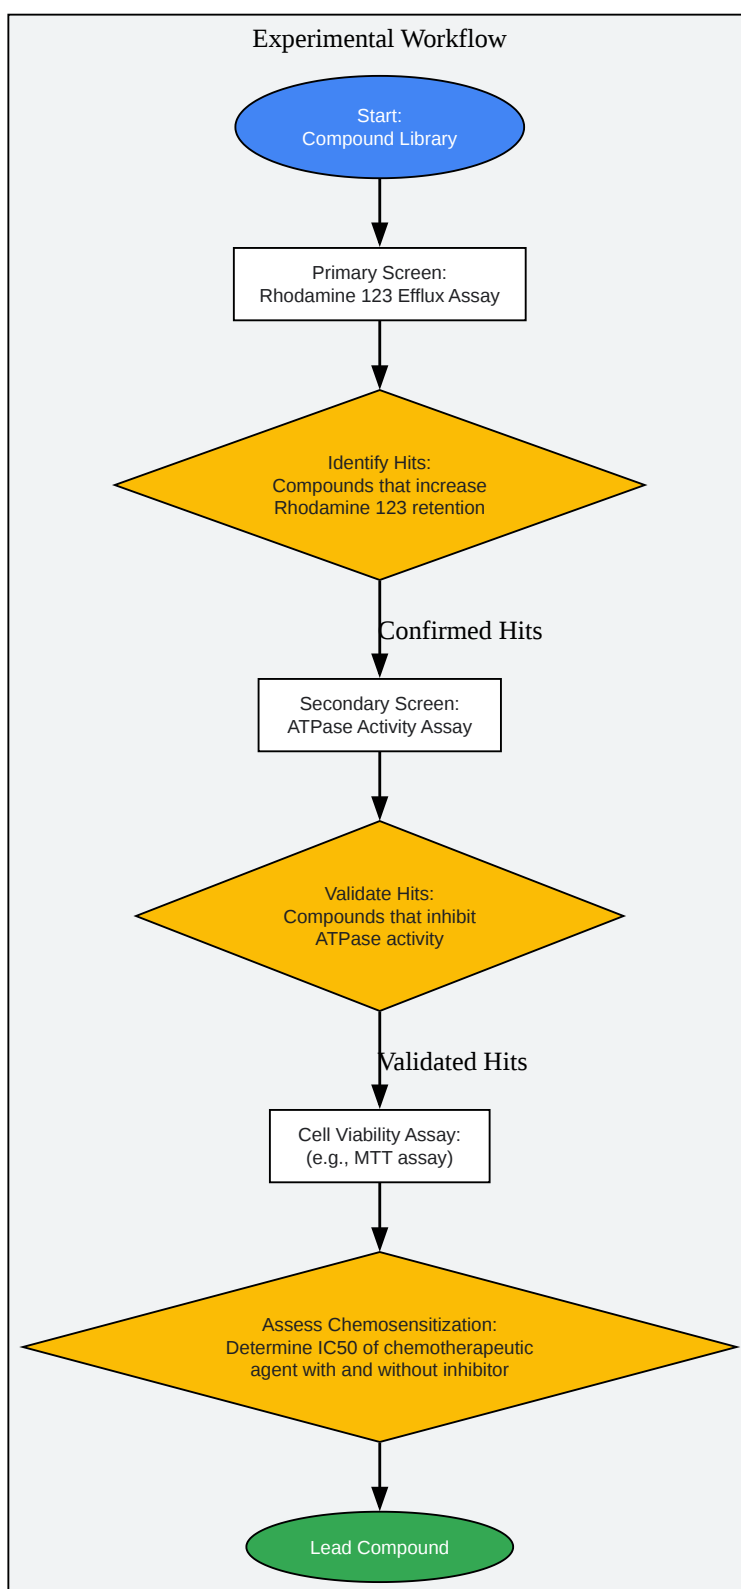 Experimental Workflow
Start:
Compound Library
Primary Screen:
Rhodamine 123 Efflux Assay
Identify Hits:
Compounds that increase
Rhodamine 123 retention
Confirmed Hits
Secondary Screen:
ATPase Activity Assay
Validate Hits:
Compounds that inhibit
ATPase activity
Validated Hits
Cell Viability Assay:
(e.g., MTT assay)
Assess Chemosensitization:
Determine IC50 of chemotherapeutic
agent with and without inhibitor
Lead Compound